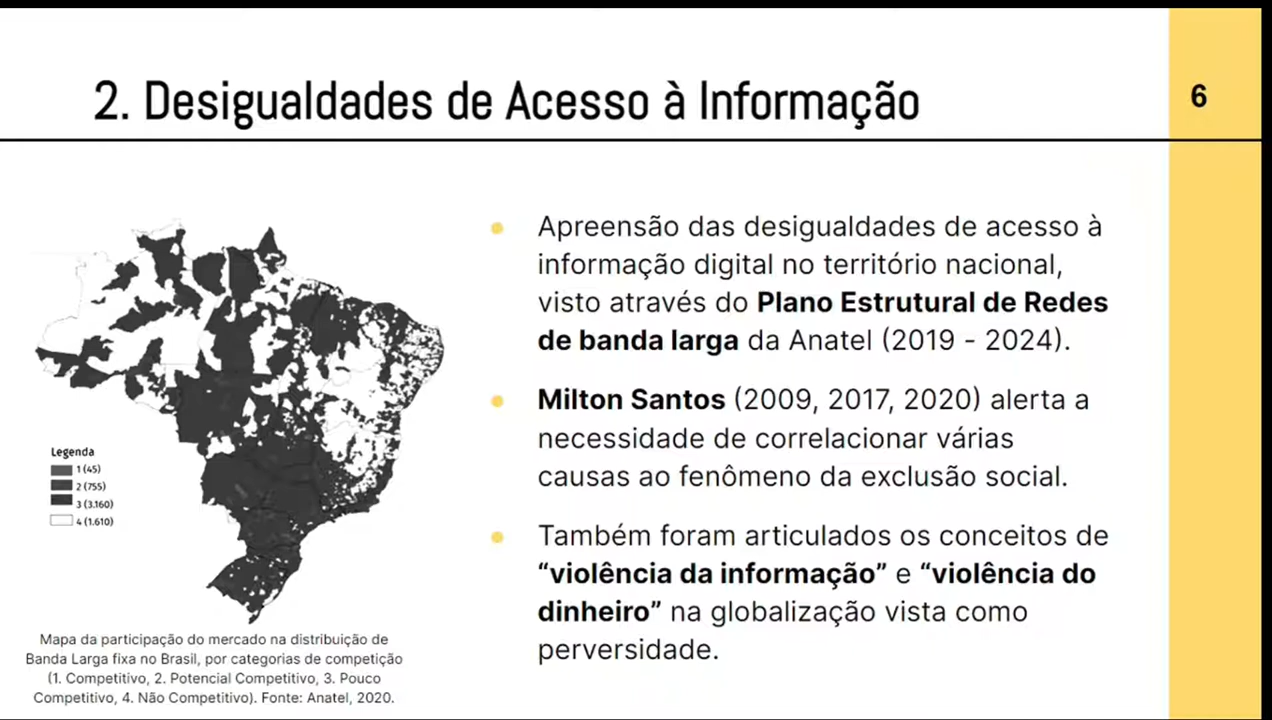 2. Desigualdades de Acesso à Informação
6
Apreensão das desigualdades de acesso à
informação digital no território nacional,
visto através do Plano Estrutural de Redes
de banda larga da Anatel (2019 - 2024).
Milton Santos (2009, 2017, 2020) alerta a
necessidade de correlacionar várias
causas ao fenômeno da exclusão social.
Também foram articulados os conceitos de
“violência da informação” e “violência do
dinheiro” na globalização vista como
perversidade.
Legenda
1 (45)
2 (755)
3 (3.160)
4 (1.610)
Mapa da participação do mercado na distribuição de
Banda Larga fixa no Brasil, por categorias de competição
(1. Competitivo, 2. Potencial Competitivo, 3. Pouco
Competitivo, 4. Não Competitivo). Fonte: Anatel, 2020.